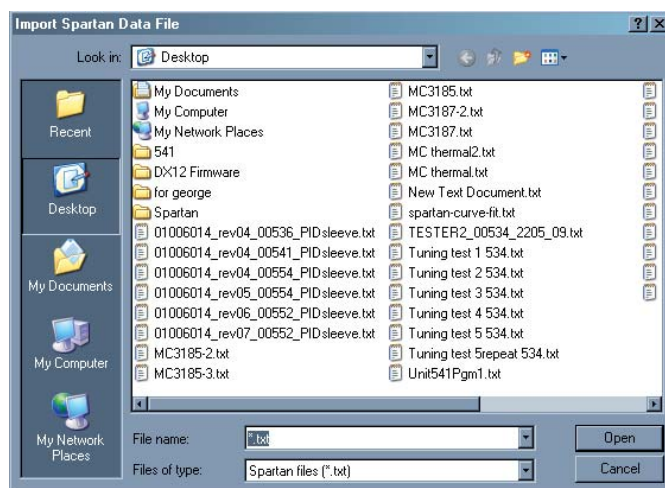 Import Spartan Data File
Look in:
Desktop
Recent
Desktop
My Documents
My Computer
My Network
Places
My Documents
My Computer
My Network Places
541
DX12 Firmware
for george
Spartan
01006014_rev04_00536_PIDsleeve.txt
01006014_rev04_00541_PIDsleeve.txt
01006014_rev04_00554_PIDsleeve.txt
01006014_rev05_00554_PIDsleeve.txt
01006014_rev06_00552_PIDsleeve.txt
01006014_rev07_00552_PIDsleeve.txt
MC3185-2.txt
MC3185-3.txt
MC3185.txt
MC3187-2.txt
MC3187.txt
MC thermal2.txt
MC thermal.txt
New Text Document.txt
spartan-curve-fit.txt
TESTER2_00534_2205_09.txt
Tuning test 1 534.txt
Tuning test 2 534.txt
Tuning test 3 534.txt
Tuning test 4 534.txt
Tuning test 5 534.txt
Tuning test 5repeat 534.txt
Unit541Pgm1.txt
File name:
*.txt
Open
Files of type:
Spartan files (*.txt)
Cancel